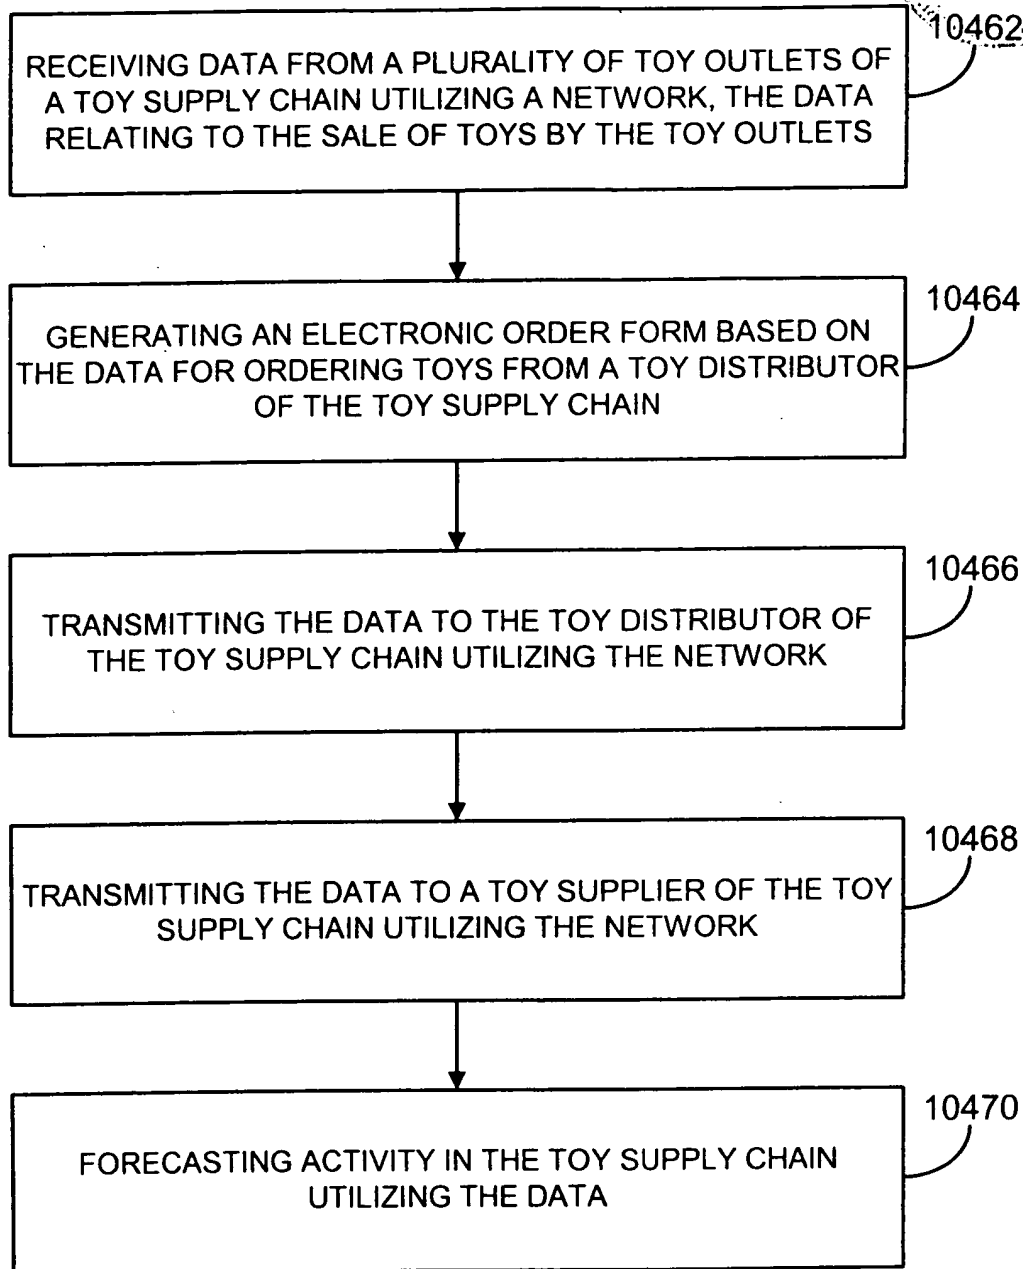 10462
RECEIVING DATA FROM A PLURALITY OF TOY OUTLETS OF
A TOY SUPPLY CHAIN UTILIZING A NETWORK, THE DATA
RELATING TO THE SALE OF TOYS BY THE TOY OUTLETS
10464
GENERATING AN ELECTRONIC ORDER FORM BASED ON
THE DATA FOR ORDERING TOYS FROM A TOY DISTRIBUTOR
OF THE TOY SUPPLY CHAIN
10466
TRANSMITTING THE DATA TO THE TOY DISTRIBUTOR OF
THE TOY SUPPLY CHAIN UTILIZING THE NETWORK
10468
TRANSMITTING THE DATA TO A TOY SUPPLIER OF THE TOY
SUPPLY CHAIN UTILIZING THE NETWORK
10470
FORECASTING ACTIVITY IN THE TOY SUPPLY CHAIN
UTILIZING THE DATA